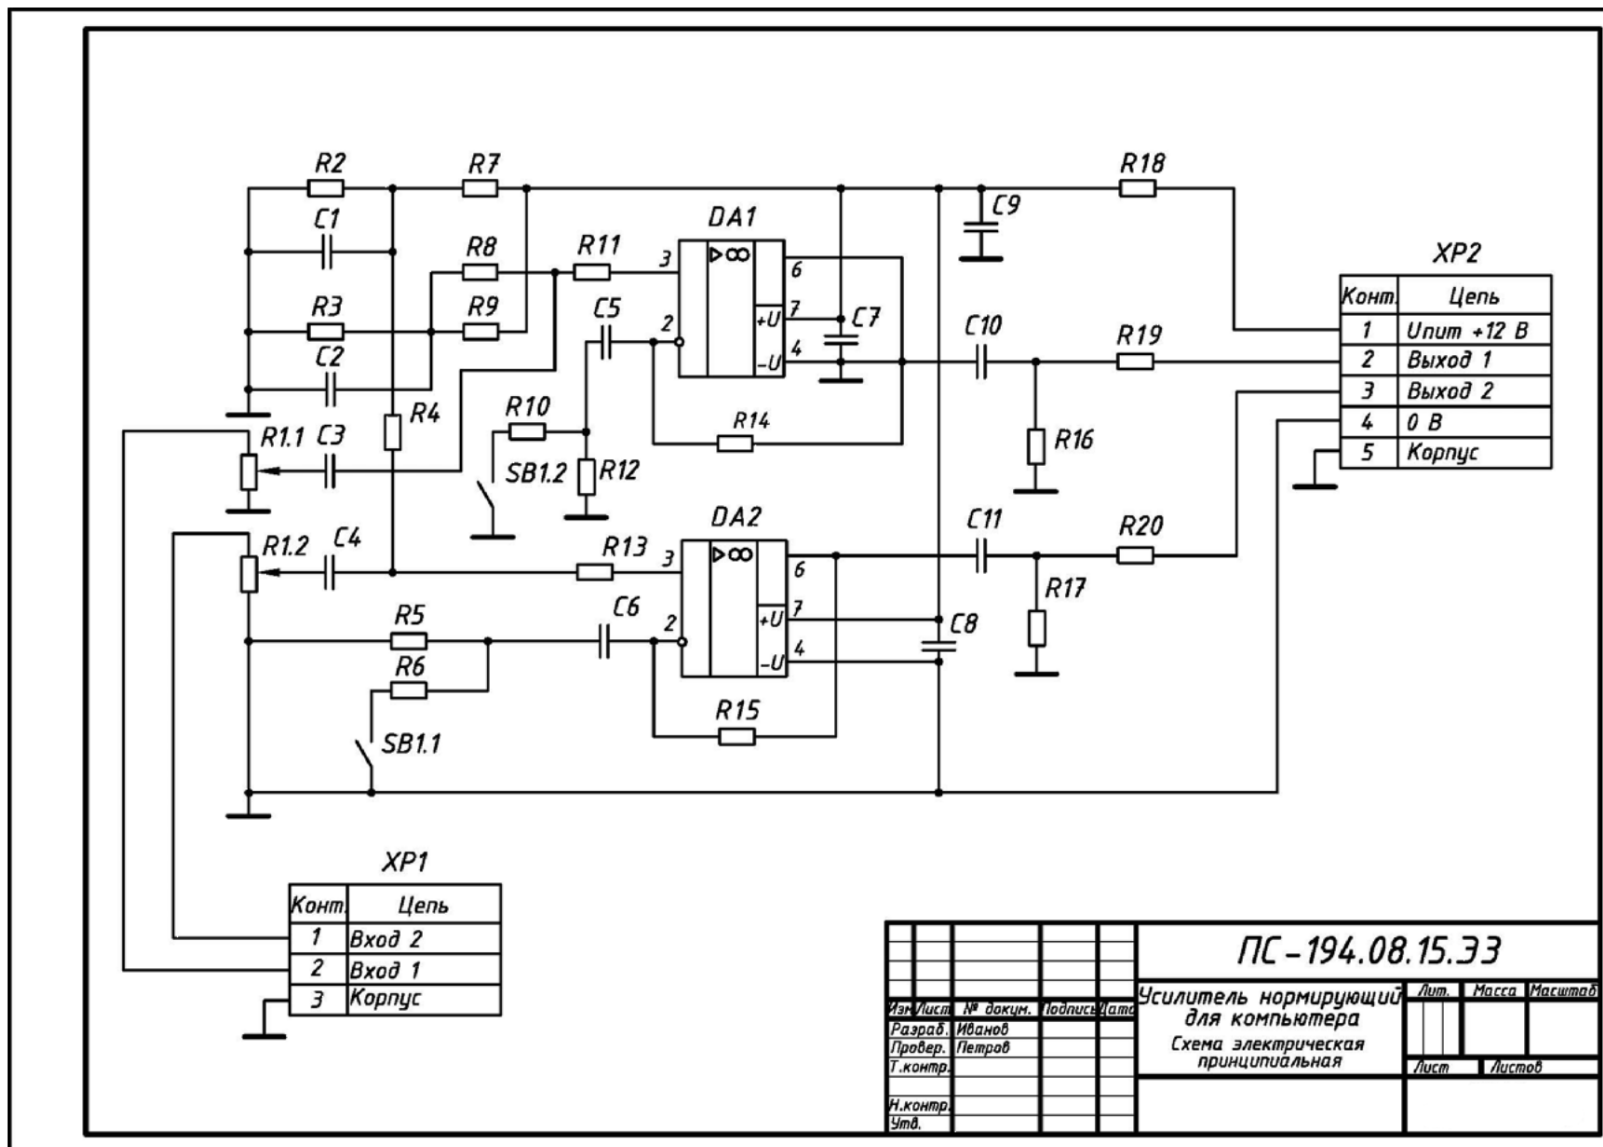 R2
R7
R18
C1
DA1
C9
R8
R11
3
▷∞
6
XP2
R3
R9
C5
2
+U
7
C7
C10
R19
Конт.
Цепь
1
Uпит +12 В
C2
-U
4
2
Выход 1
3
Выход 2
R4
R10
R14
4
0 В
R1.1
C3
SB1.2
R12
R16
5
Корпус
DA2
C11
R20
R1.2
C4
R13
3
▷∞
6
R17
R5
C6
2
+U
7
C8
R6
-U
4
R15
SB1.1
XP1
Конт.
Цепь
1
Вход 2
2
Вход 1
3
Корпус
ПС-194.08.15.ЭЗ
Усилитель нормирующий
для компьютера
Схема электрическая
принципиальная
Лит.
Масса
Масштаб
Изм
Лист
№ докум.
Подпись
Дата
Разраб.
Иванов
Провер.
Петров
Т.контр.
Лист
Листов
Н.контр.
Утв.